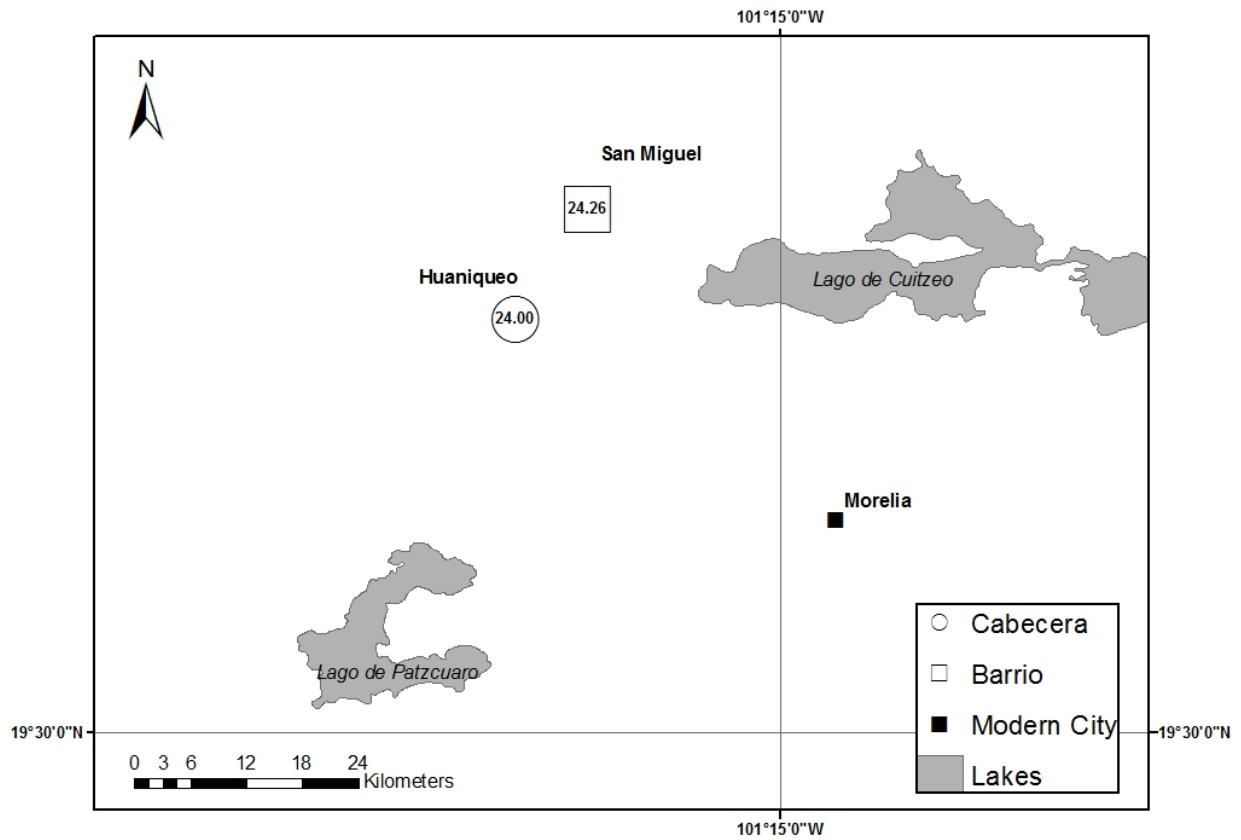 101°15'0"W
N
San Miguel
24.26
Huaniqueo
24.00
Lago de Cuitzeo
Morelia
Lago de Patzcuaro
Cabecera
Barrio
Modern City
Lakes
19°30'0"N
19°30'0"N
0 3 6 12 18 24
Kilometers
101°15'0"W